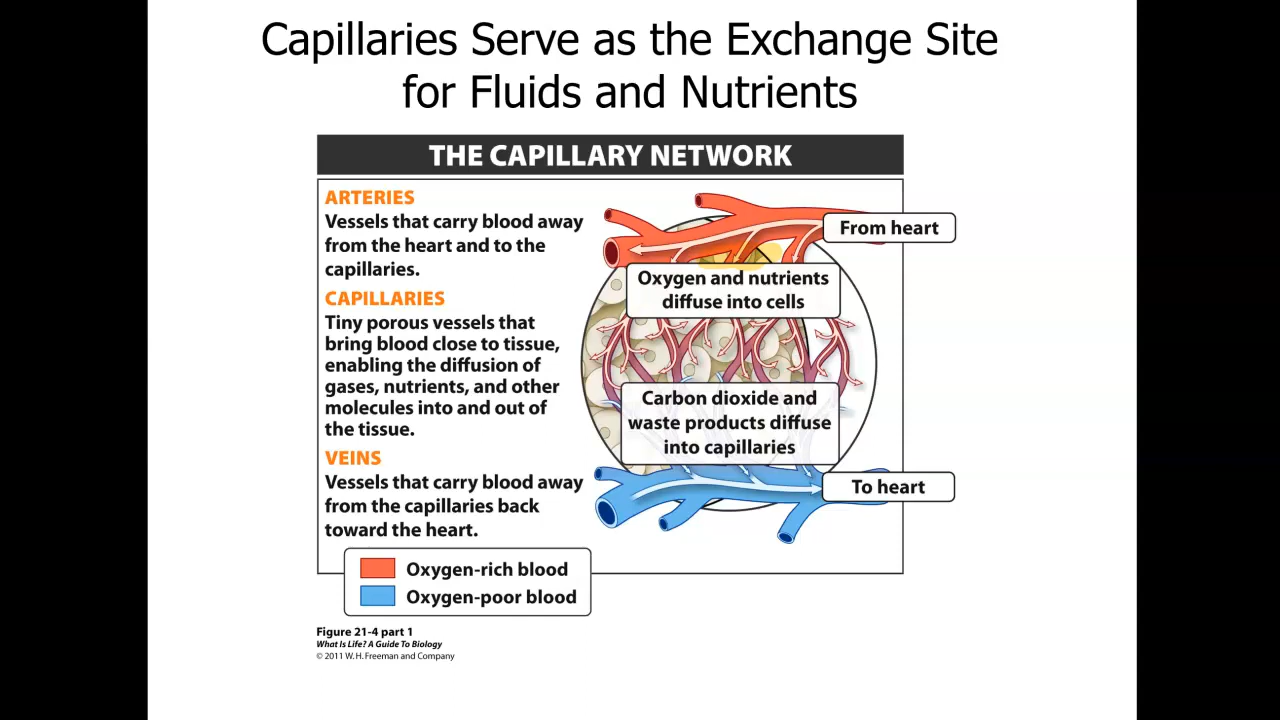 Capillaries Serve as the Exchange Site
for Fluids and Nutrients
THE CAPILLARY NETWORK
ARTERIES
Vessels that carry blood away
from the heart and to the
capillaries.
CAPILLARIES
Tiny porous vessels that
bring blood close to tissue,
enabling the diffusion of
gases, nutrients, and other
molecules into and out of
the tissue.
VEINS
Vessels that carry blood away
from the capillaries back
toward the heart.
From heart
Oxygen and nutrients
diffuse into cells
Carbon dioxide and
waste products diffuse
into capillaries
To heart
Oxygen-rich blood
Oxygen-poor blood
Figure 21-4 part 1
What Is Life? A Guide To Biology
© 2011 W. H. Freeman and Company